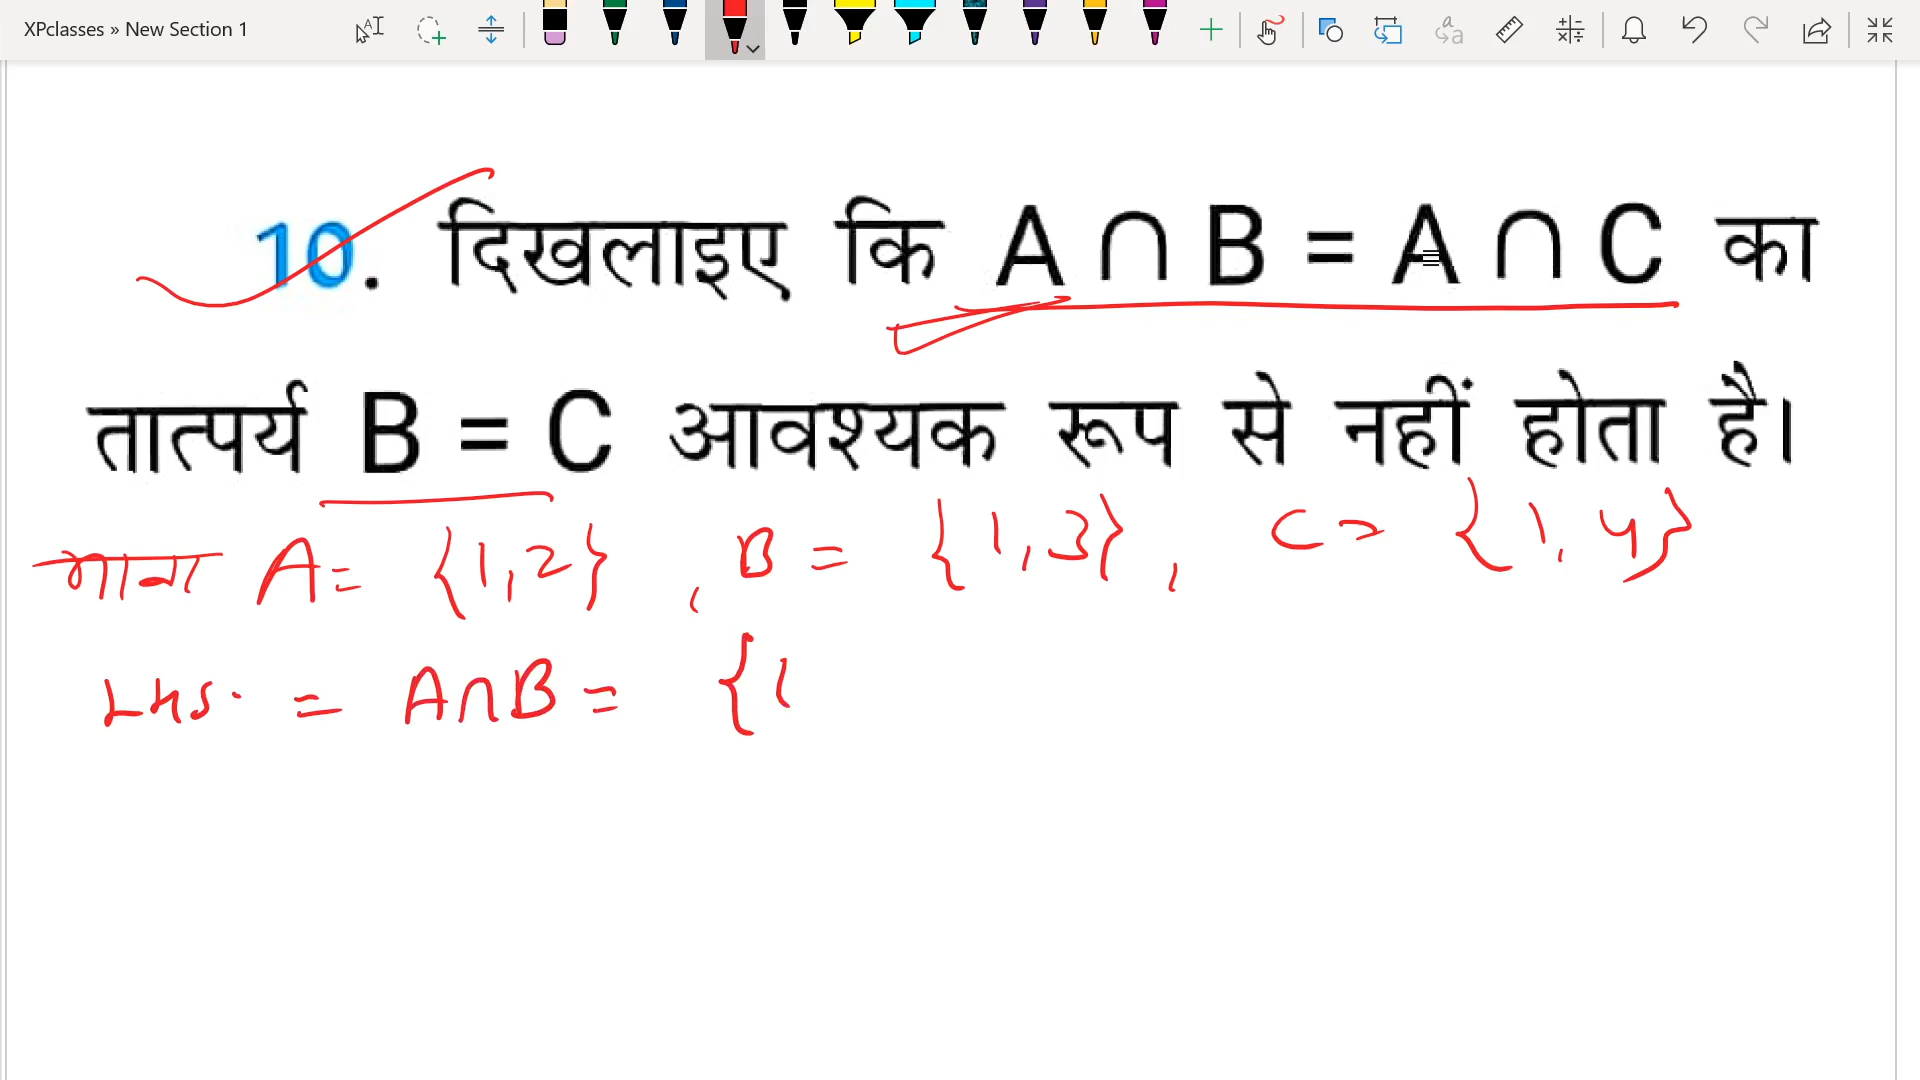 XPclasses » New Section 1
10. दिखलाइए कि A ∩ B = A ∩ C का
तात्पर्य B = C आवश्यक रूप से नहीं होता है।
माना A = {1,2} , B = {1,3} , C = {1,4}
LHS. = A∩B = {1